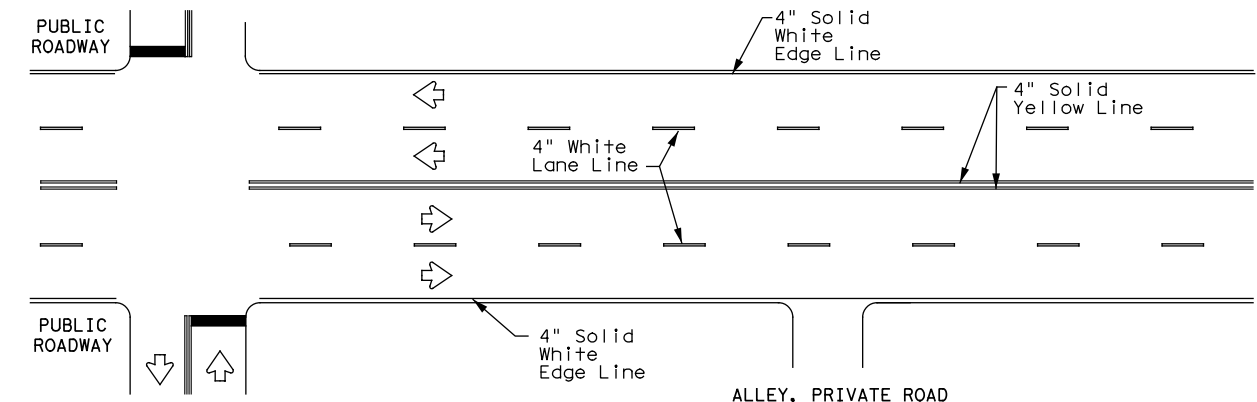 PUBLIC
ROADWAY
4" Solid
White
Edge Line
4" Solid
Yellow Line
4" White
Lane Line
PUBLIC
ROADWAY
4" Solid
White
Edge Line
ALLEY, PRIVATE ROAD